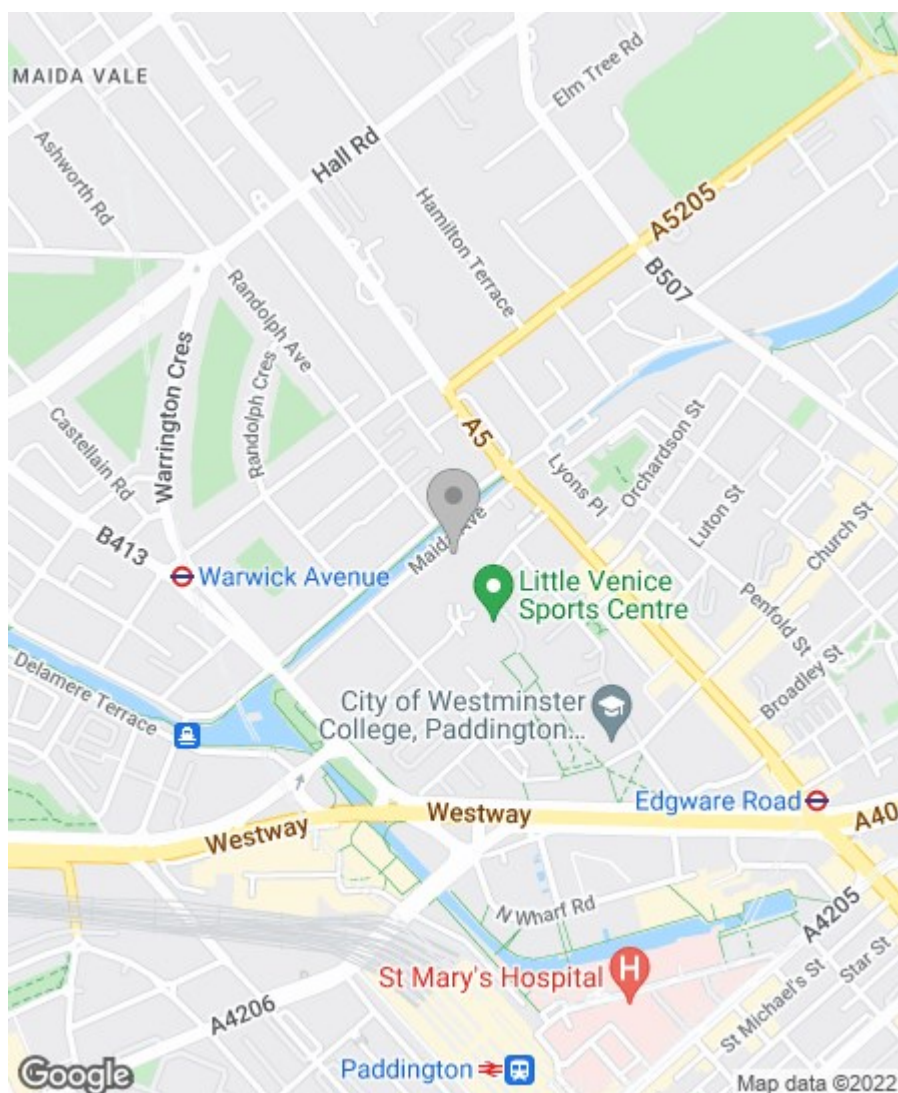 MAIDA VALE
Elm Tree Rd
Ashworth Rd
Hall Rd
Hamilton Terrace
A5205
B507
Randolph Ave
Warrington Cres
Randolph Cres
Castellain Rd
A5
Lyons Pl
Orchardson St
Luton St
Church St
Maida Ave
B413
Warwick Avenue
Little Venice
Sports Centre
Penfold St
Broadley St
Delamere Terrace
City of Westminster
College, Paddington...
Edgware Road
Westway
Westway
A40
N Wharf Rd
A4205
Star St
St Michael's St
St Mary's Hospital
H
A4206
Paddington
Google
Map data ©2022